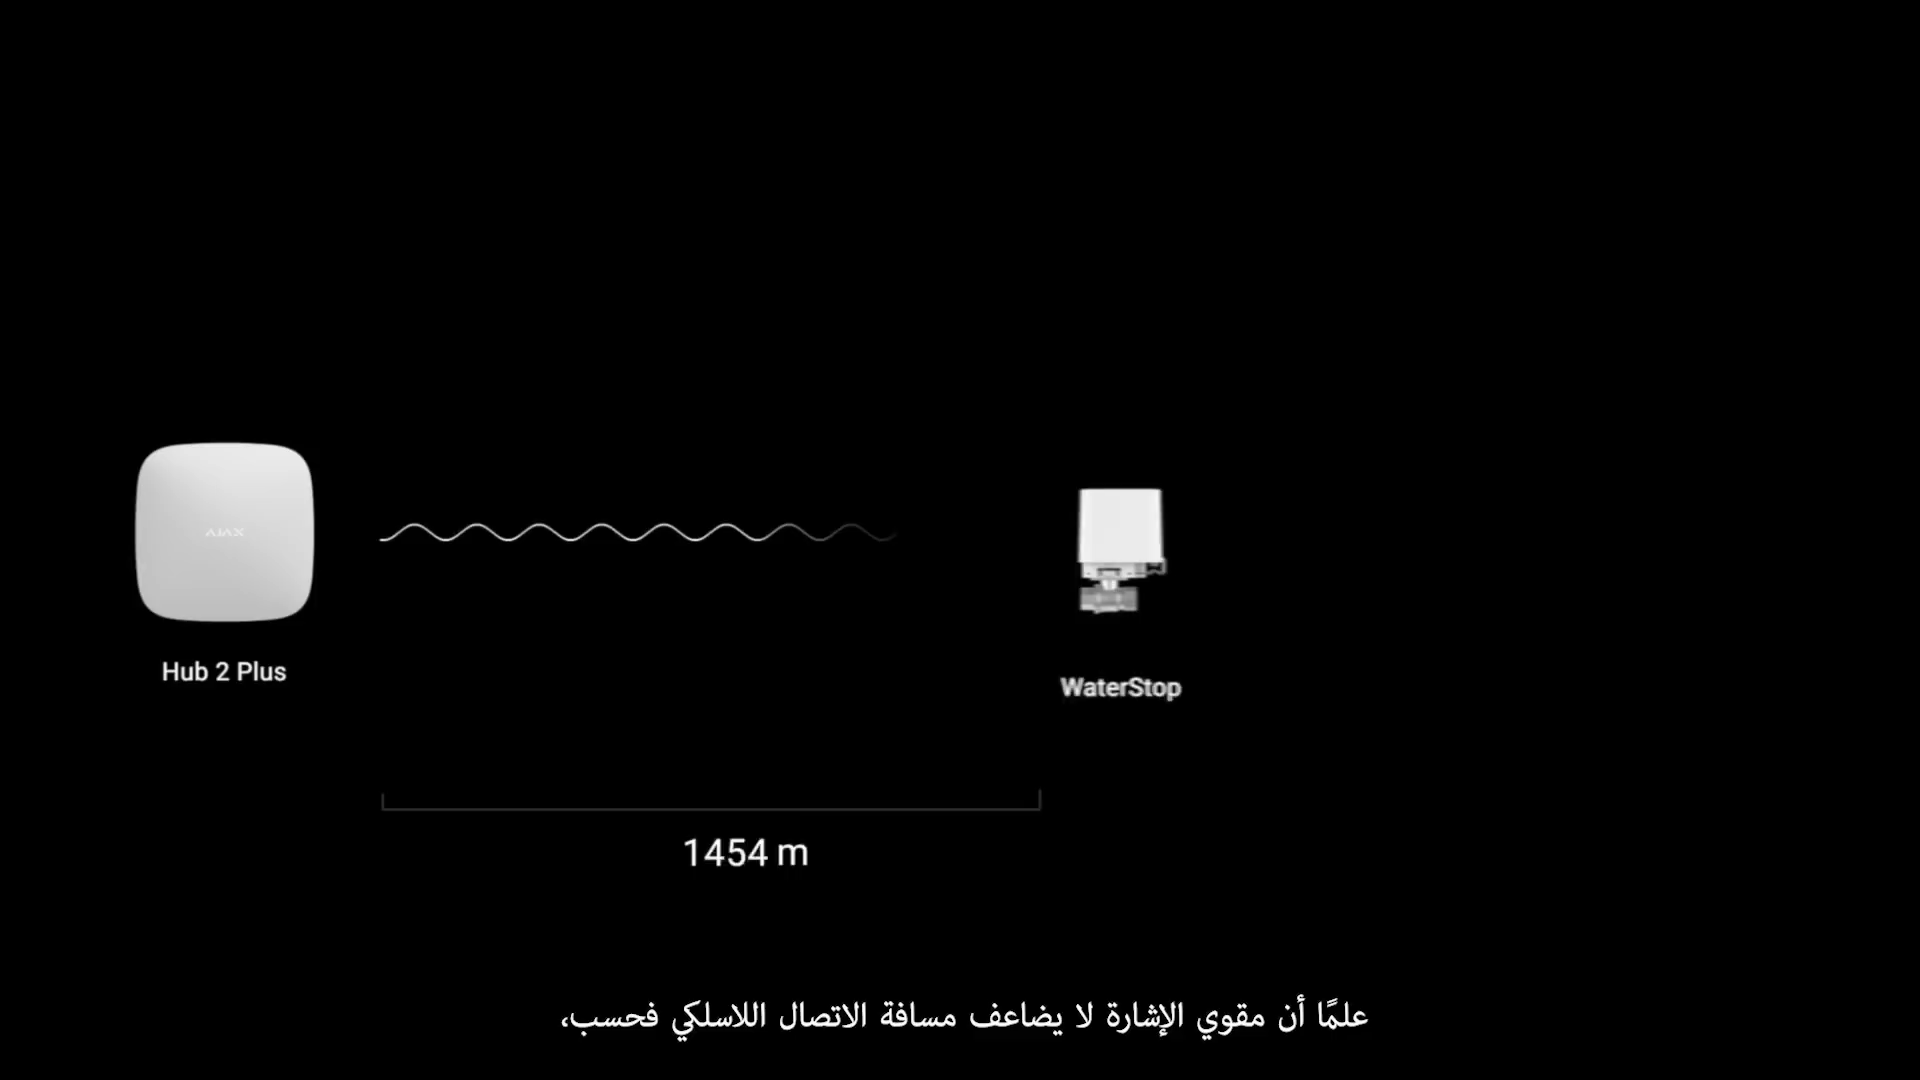 AJAX
Hub 2 Plus
WaterStop
1454 m
علمًا أن مقوي الإشارة لا يضاعف مسافة الاتصال اللاسلكي فحسب،